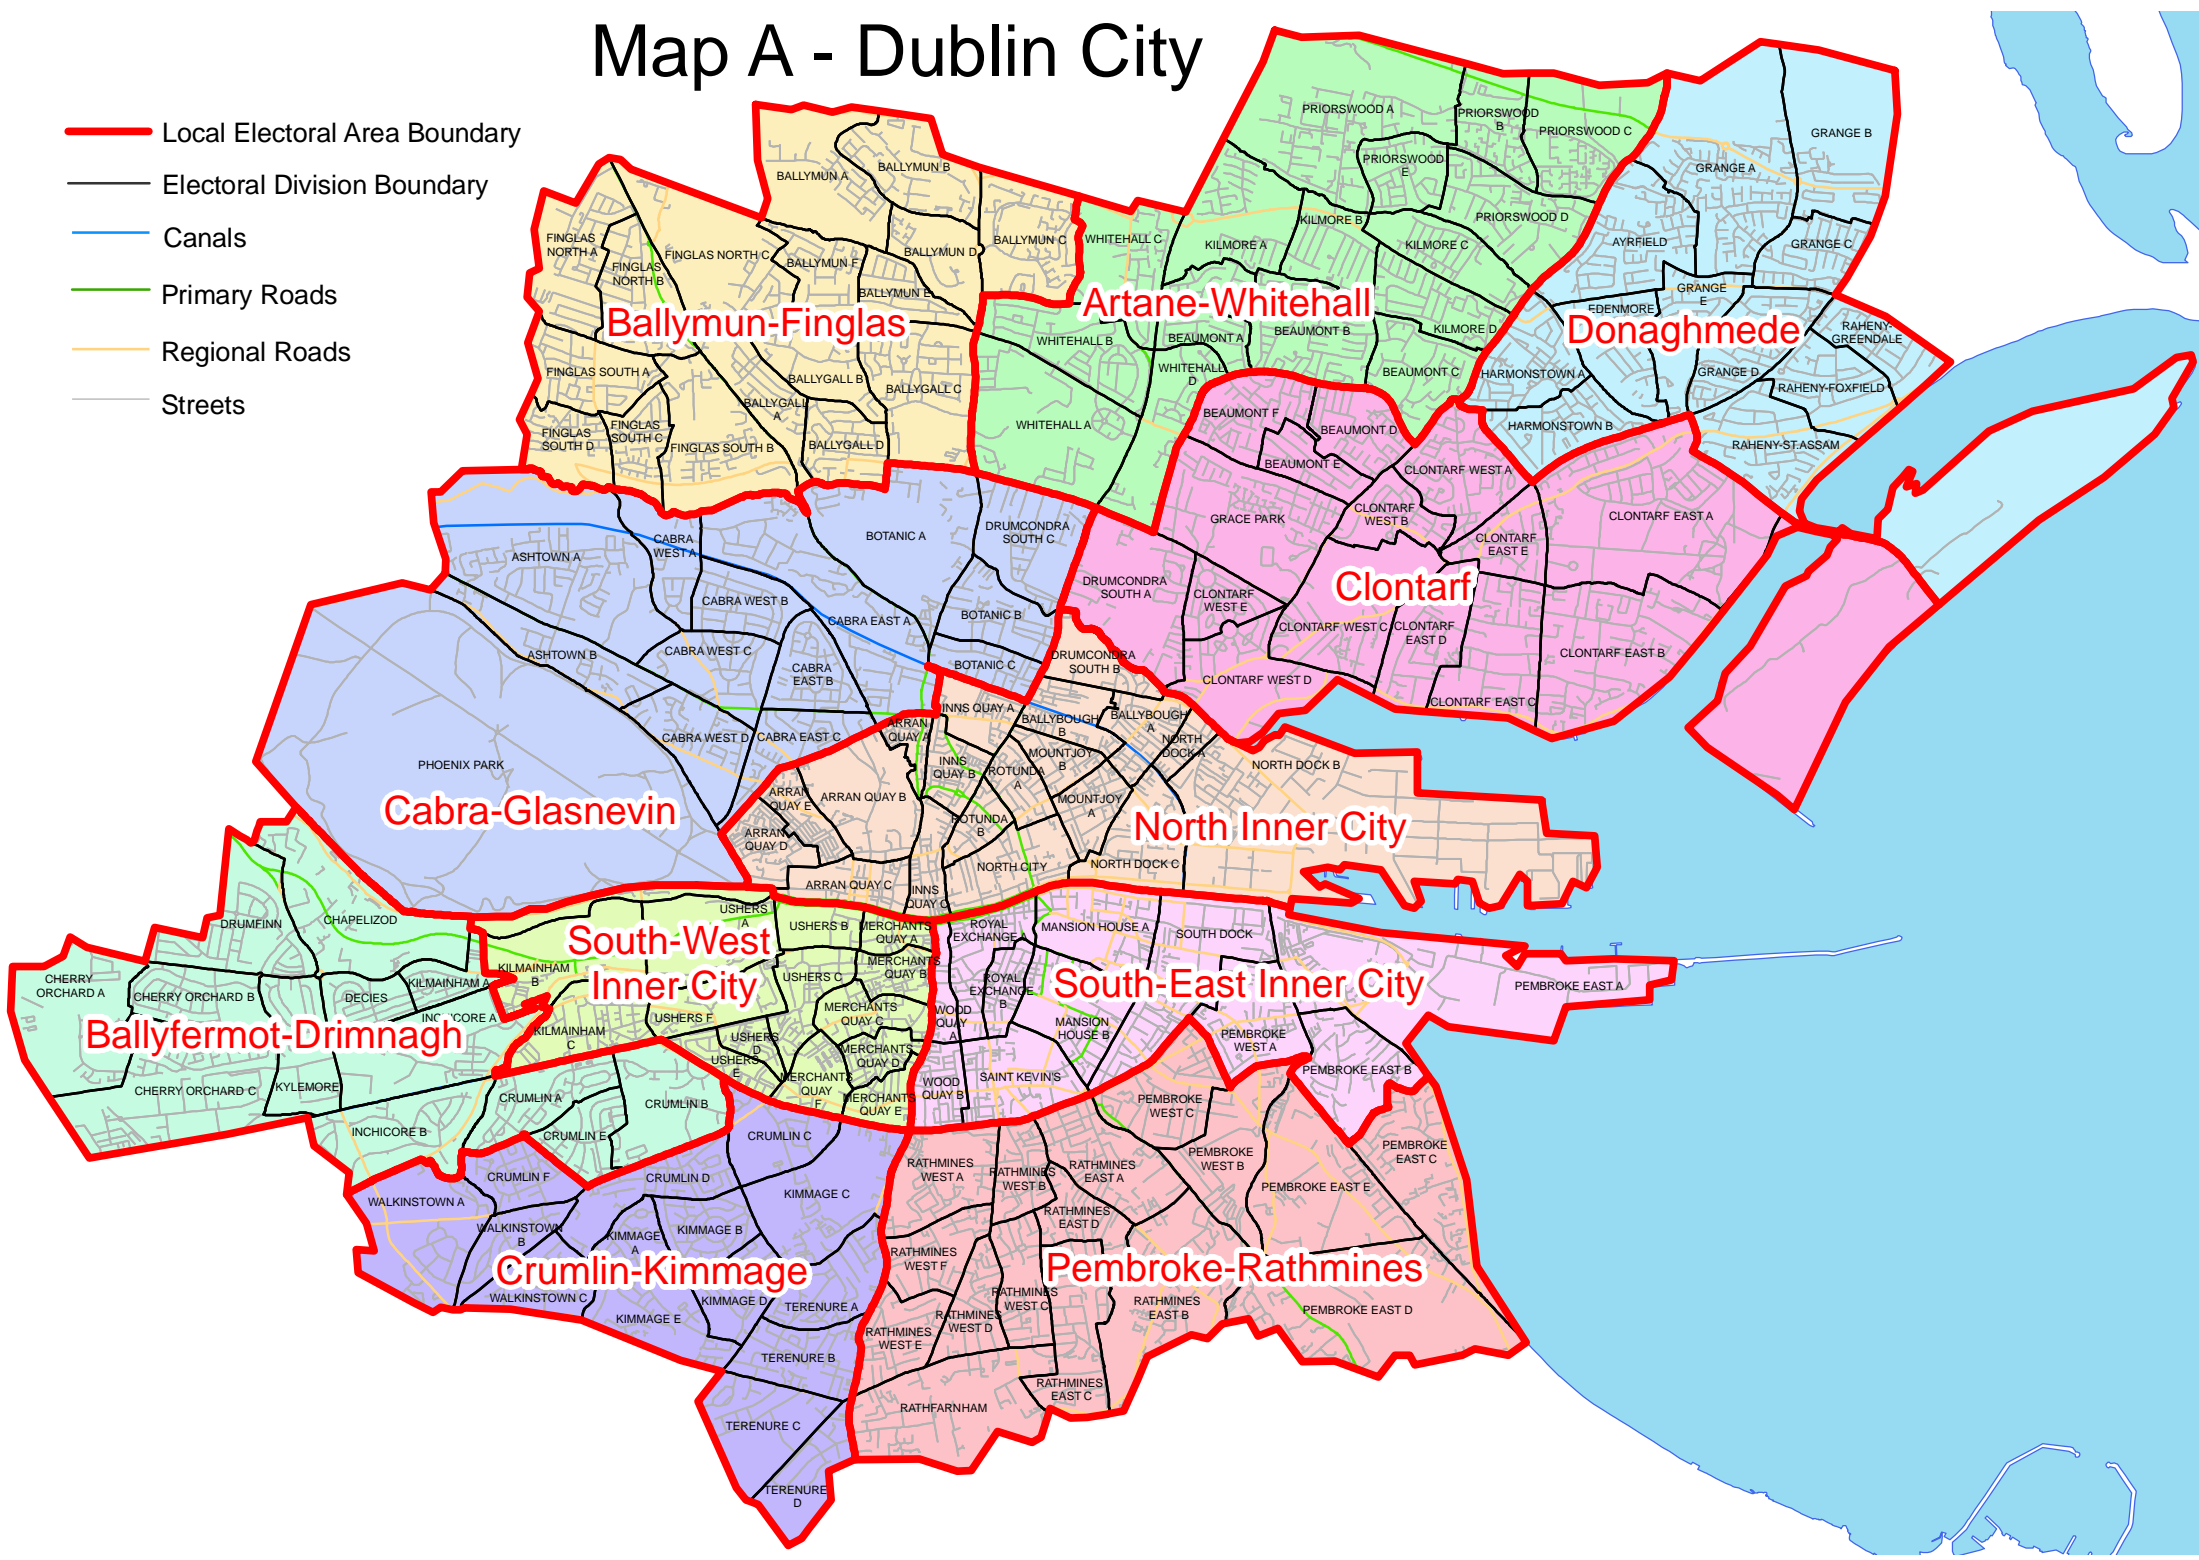 Map A - Dublin City
Local Electoral Area Boundary
Electoral Division Boundary
Canals
Primary Roads
Regional Roads
Streets
Ballymun-Finglas
BALLYMUN A
BALLYMUN B
BALLYMUN C
BALLYMUN D
BALLYMUN E
BALLYMUN F
FINGLAS
NORTH A
FINGLAS
NORTH B
FINGLAS NORTH C
FINGLAS SOUTH A
FINGLAS SOUTH B
FINGLAS
SOUTH C
FINGLAS
SOUTH D
BALLYGALL
A
BALLYGALL B
BALLYGALL C
BALLYGALL D
Artane-Whitehall
PRIORSWOOD A
PRIORSWOOD
B
PRIORSWOOD C
PRIORSWOOD D
PRIORSWOOD
E
KILMORE A
KILMORE B
KILMORE C
KILMORE D
WHITEHALL A
WHITEHALL B
WHITEHALL C
WHITEHALL
D
BEAUMONT A
BEAUMONT B
BEAUMONT C
Donaghmede
GRANGE A
GRANGE B
GRANGE C
GRANGE D
GRANGE
E
AYRFIELD
EDENMORE
HARMONSTOWN A
HARMONSTOWN B
RAHENY-
GREENDALE
RAHENY-FOXFIELD
RAHENY-ST.ASSAM
Clontarf
BEAUMONT D
BEAUMONT E
BEAUMONT F
GRACE PARK
CLONTARF WEST A
CLONTARF
WEST B
CLONTARF WEST C
CLONTARF WEST D
CLONTARF
WEST E
CLONTARF EAST A
CLONTARF EAST B
CLONTARF EAST C
CLONTARF
EAST D
CLONTARF
EAST E
DRUMCONDRA
SOUTH A
Cabra-Glasnevin
ASHTOWN A
ASHTOWN B
CABRA
WEST A
CABRA WEST B
CABRA WEST C
CABRA WEST D
CABRA EAST A
CABRA
EAST B
CABRA EAST C
BOTANIC A
BOTANIC B
BOTANIC C
DRUMCONDRA
SOUTH C
PHOENIX PARK
North Inner City
DRUMCONDRA
SOUTH B
INNS QUAY A
INNS
QUAY B
INNS
QUAY C
BALLYBOUGH
A
BALLYBOUGH
B
ARRAN
QUAY A
ARRAN QUAY B
ARRAN QUAY C
ARRAN
QUAY D
ARRAN
QUAY E
ROTUNDA
A
ROTUNDA
B
MOUNTJOY
A
MOUNTJOY
B
NORTH
DOCK A
NORTH DOCK B
NORTH DOCK C
NORTH CITY
Ballyfermot-Drimnagh
DRUMFINN
CHAPELIZOD
CHERRY
ORCHARD A
CHERRY ORCHARD B
CHERRY ORCHARD C
DECIES
KILMAINHAM A
INCHICORE A
INCHICORE B
KYLEMORE
CRUMLIN A
CRUMLIN B
CRUMLIN E
South-West
Inner City
KILMAINHAM
B
KILMAINHAM
C
USHERS
A
USHERS B
USHERS C
USHERS
D
USHERS
E
USHERS F
MERCHANTS
QUAY A
MERCHANTS
QUAY B
MERCHANTS
QUAY C
MERCHANTS
QUAY D
MERCHANTS
QUAY E
MERCHANTS
QUAY
F
South-East Inner City
ROYAL
EXCHANGE A
ROYAL
EXCHANGE
B
MANSION HOUSE A
MANSION
HOUSE B
SOUTH DOCK
WOOD
QUAY
A
WOOD
QUAY B
SAINT KEVIN'S
PEMBROKE
WEST A
PEMBROKE EAST A
PEMBROKE EAST B
Crumlin-Kimmage
CRUMLIN C
CRUMLIN D
CRUMLIN F
WALKINSTOWN A
WALKINSTOWN
B
WALKINSTOWN C
KIMMAGE
A
KIMMAGE B
KIMMAGE C
KIMMAGE D
KIMMAGE E
TERENURE A
TERENURE B
TERENURE C
TERENURE
D
Pembroke-Rathmines
PEMBROKE
WEST C
PEMBROKE
WEST B
PEMBROKE
EAST C
PEMBROKE EAST D
PEMBROKE EAST E
RATHMINES
WEST A
RATHMINES
WEST B
RATHMINES
WEST C
RATHMINES
WEST D
RATHMINES
WEST E
RATHMINES
WEST F
RATHMINES
EAST A
RATHMINES
EAST B
RATHMINES
EAST C
RATHMINES
EAST D
RATHFARNHAM